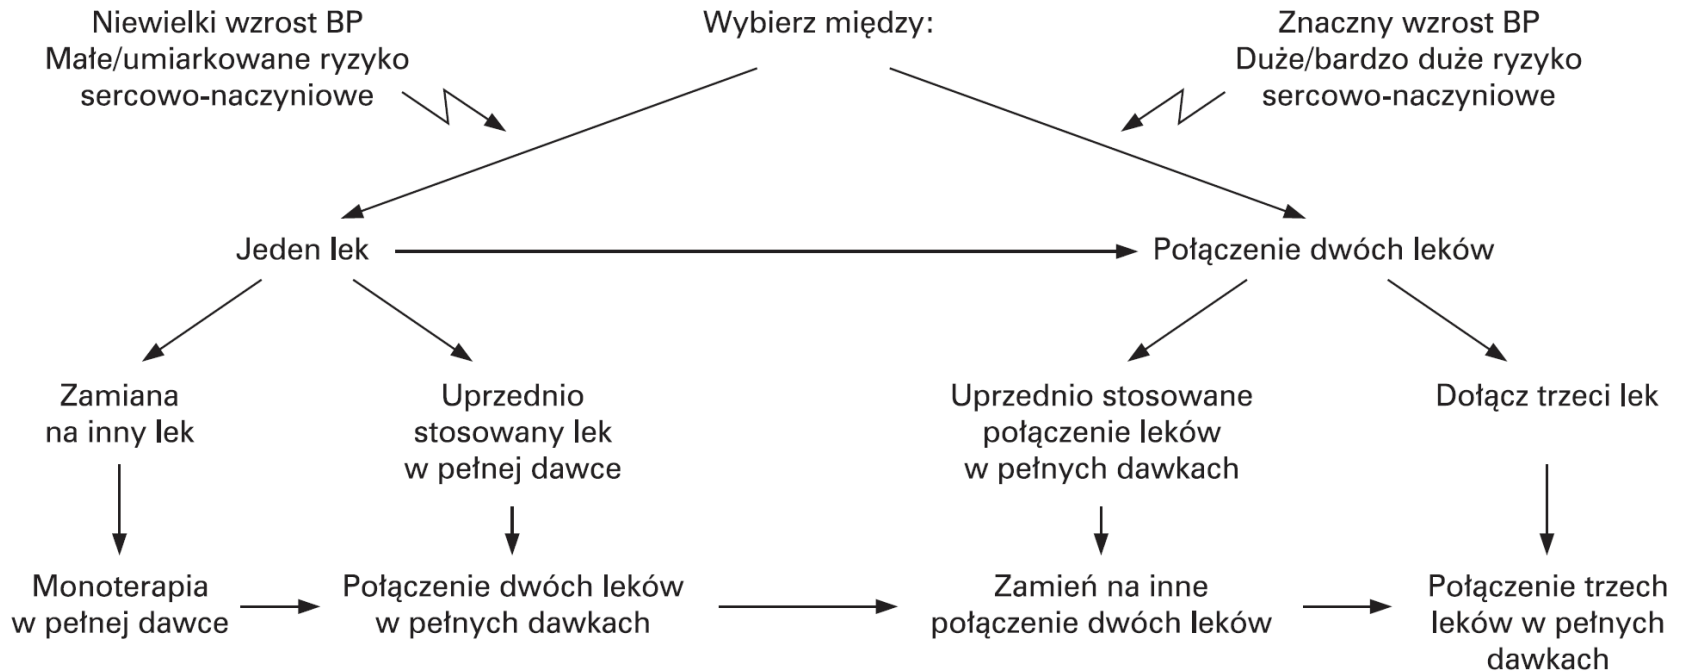 Niewielki wzrost BP
Małe/umiarkowane ryzyko
sercowo-naczyniowe
Wybierz między:
Znaczny wzrost BP
Duże/bardzo duże ryzyko
sercowo-naczyniowe
Jeden lek
Połączenie dwóch leków
Zamiana
na inny lek
Uprzednio
stosowany lek
w pełnej dawce
Uprzednio stosowane
połączenie leków
w pełnych dawkach
Dołącz trzeci lek
Monoterapia
w pełnej dawce
Połączenie dwóch leków
w pełnych dawkach
Zamień na inne
połączenie dwóch leków
Połączenie trzech
leków w pełnych
dawkach